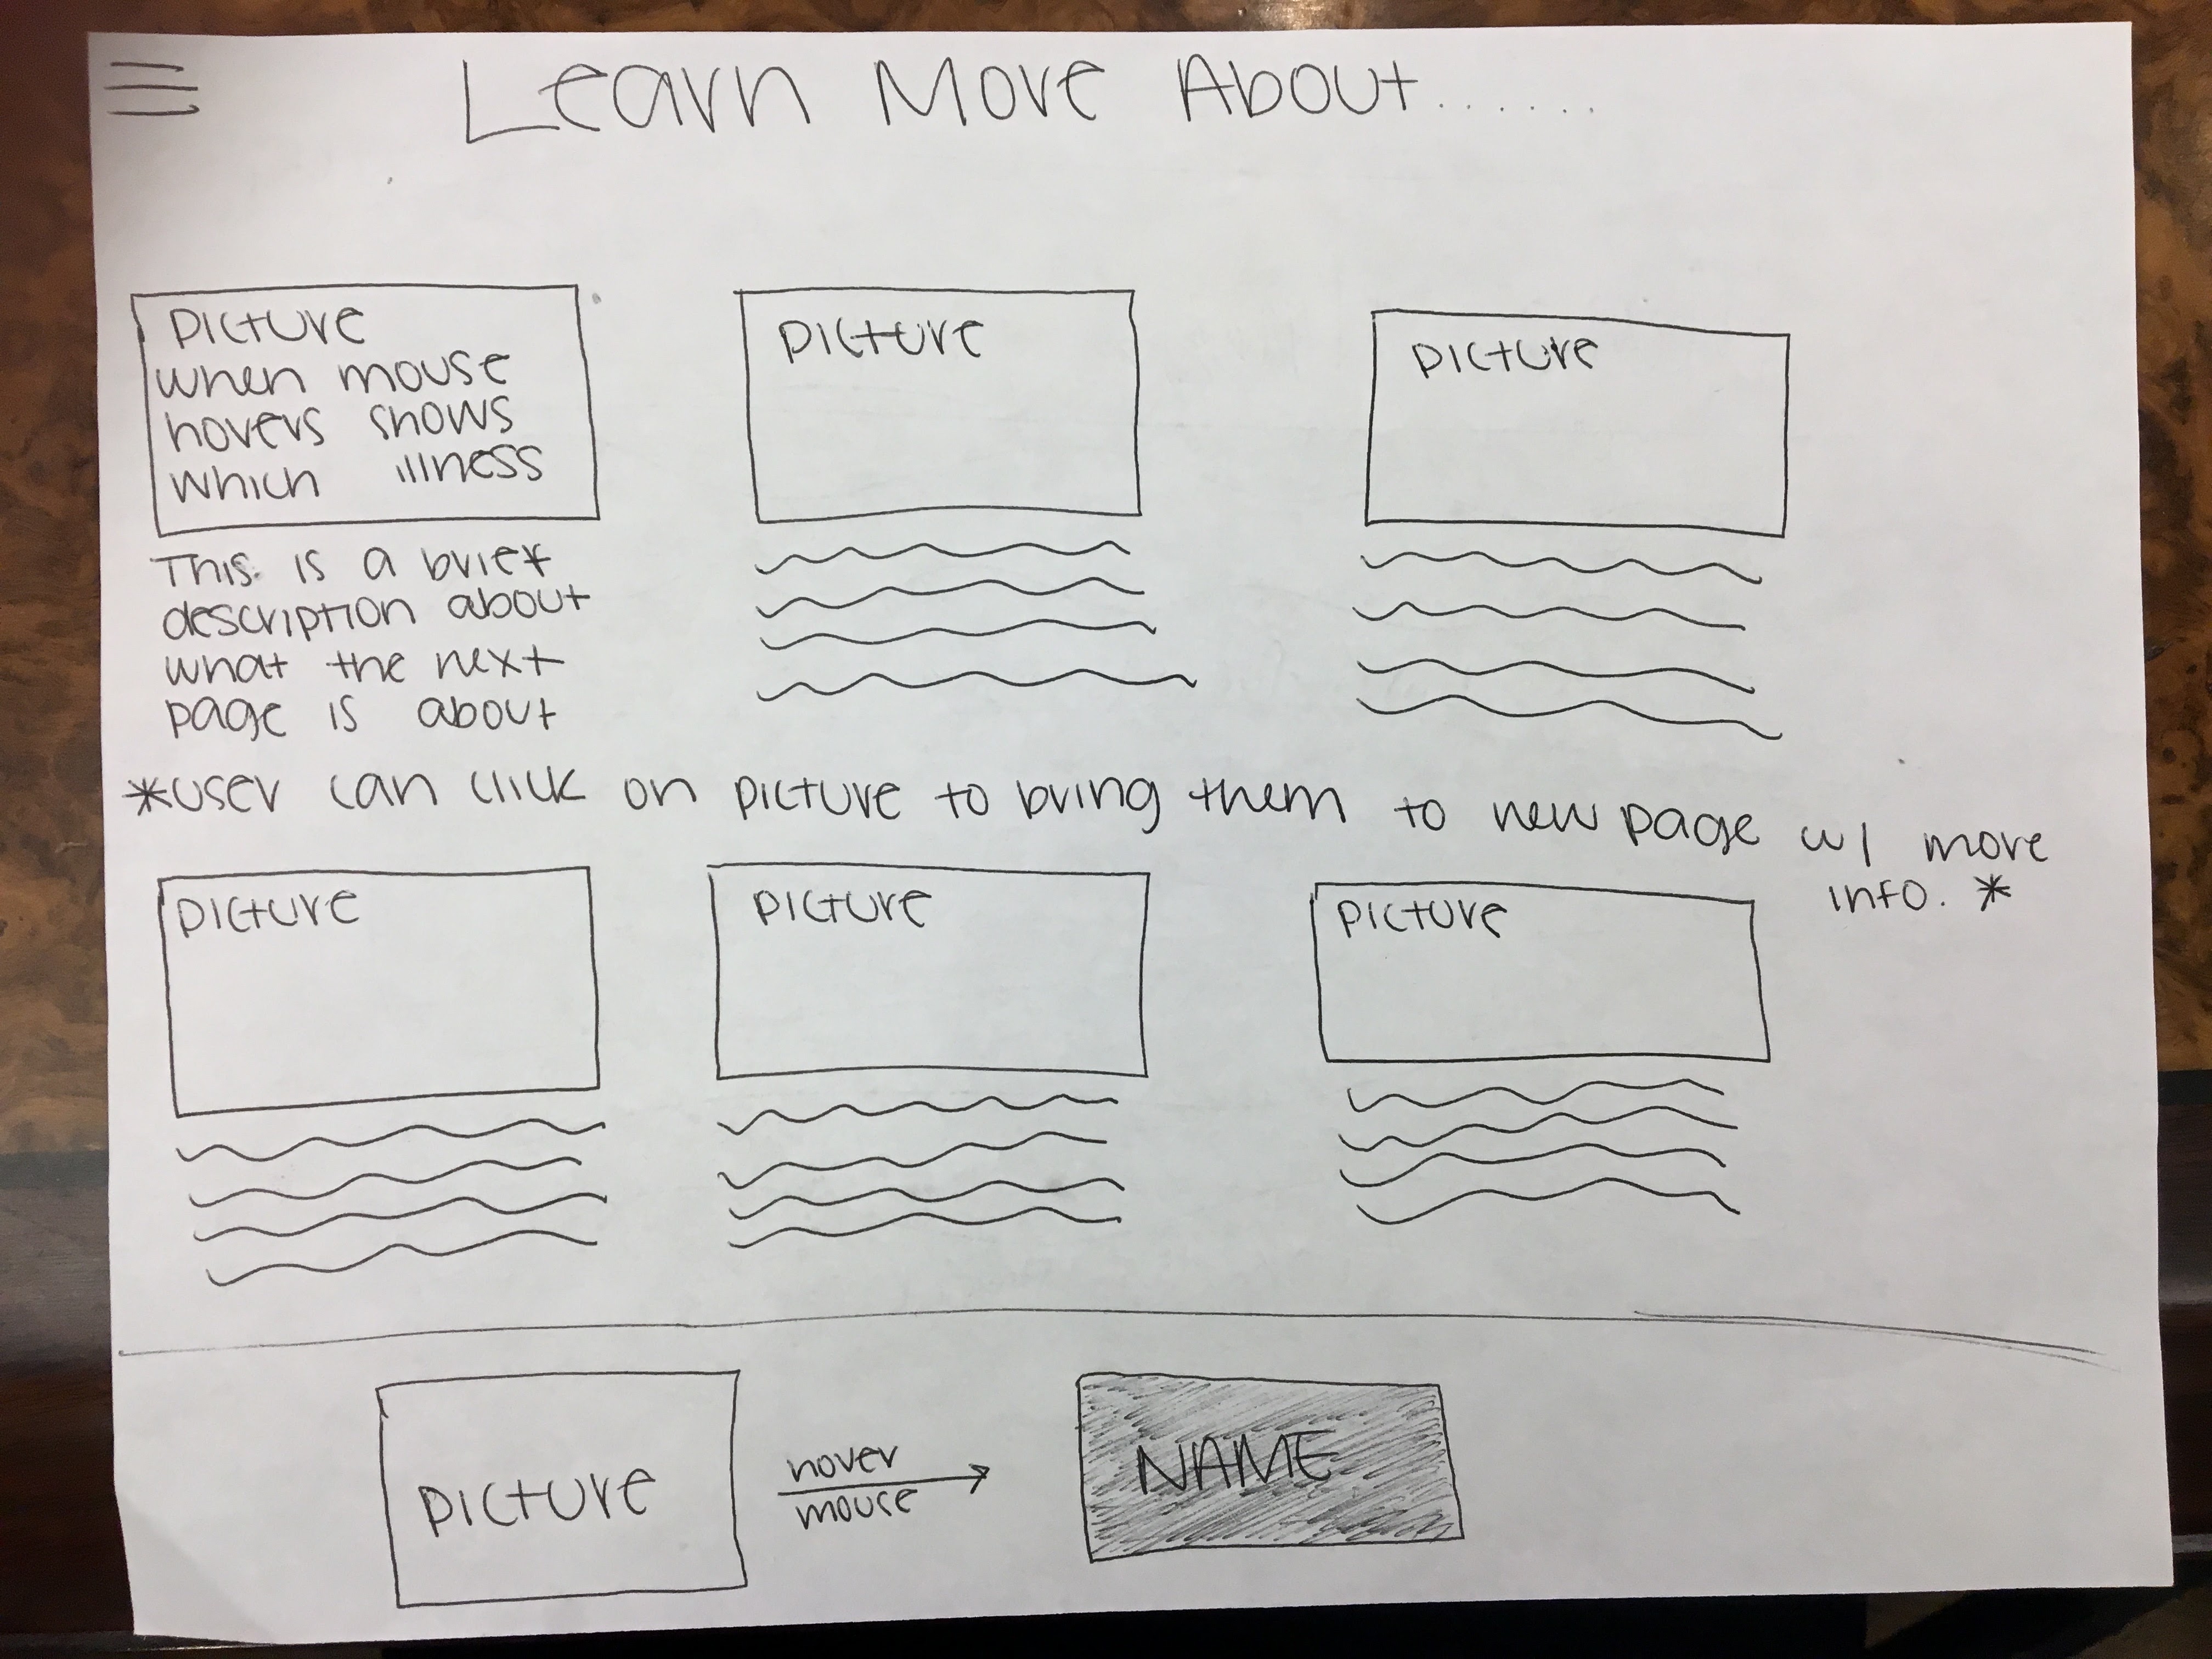 Learn More About.......
Picture
when mouse
hovers shows
which illness
Picture
Picture
This is a brief
description about
what the next
page is about
*user can click on picture to bring them to new page w/ more
info. *
Picture
Picture
Picture
Picture
hover
mouse
NAME